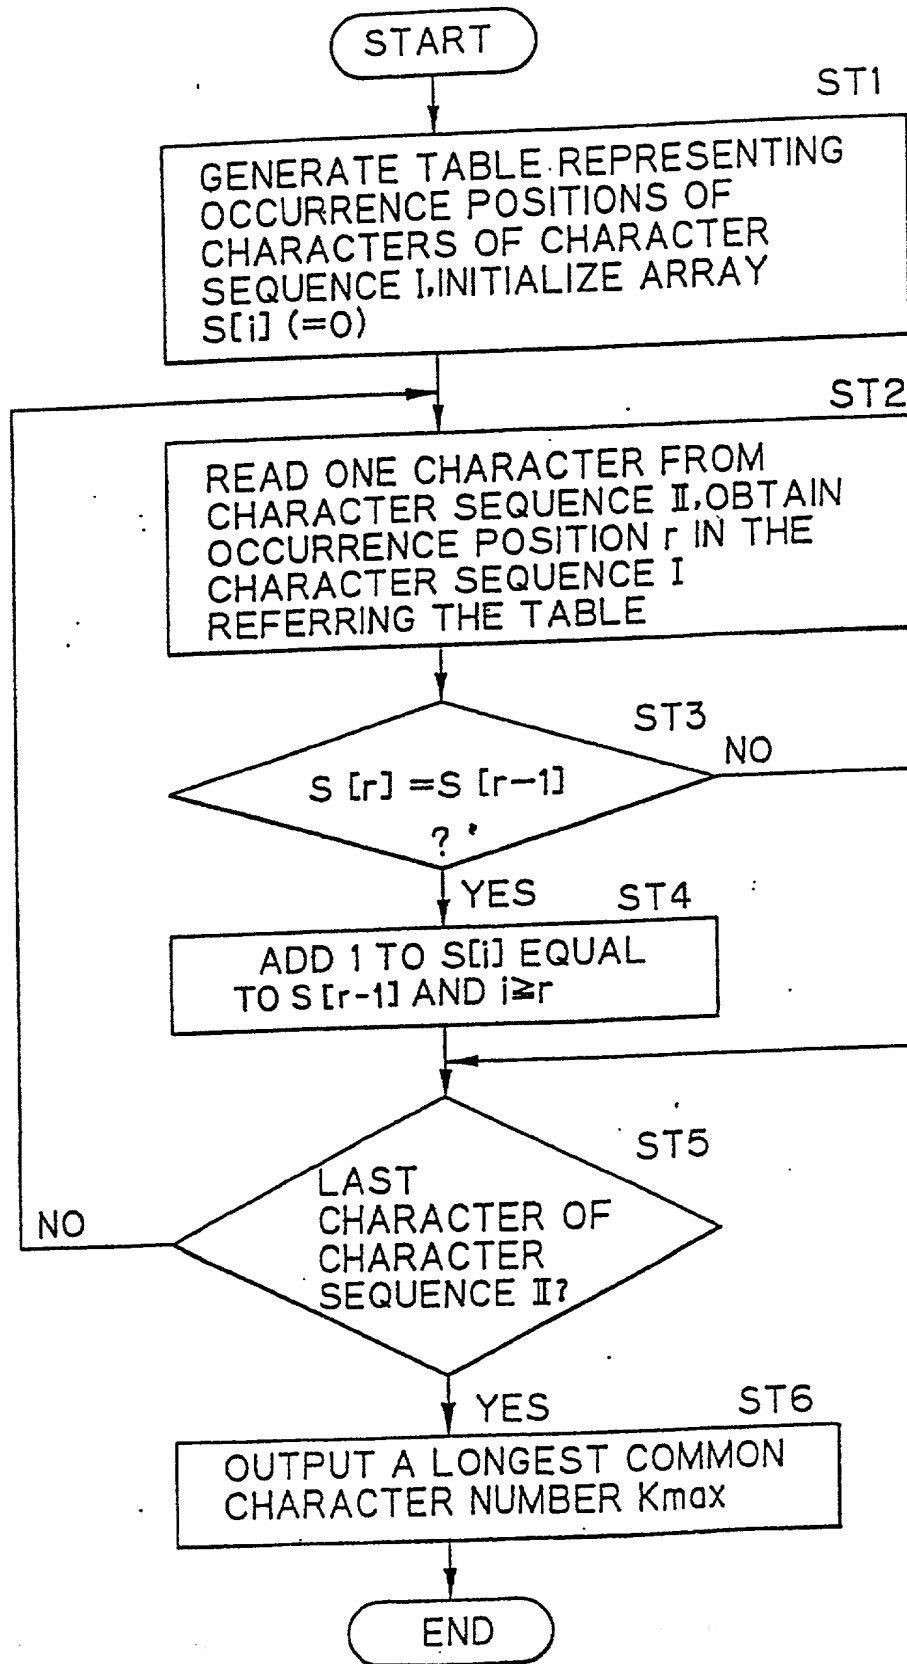 START
ST1
GENERATE TABLE REPRESENTING
OCCURRENCE POSITIONS OF
CHARACTERS OF CHARACTER
SEQUENCE I,INITIALIZE ARRAY
S[i] (=0)
ST2
READ ONE CHARACTER FROM
CHARACTER SEQUENCE II,OBTAIN
OCCURRENCE POSITION r IN THE
CHARACTER SEQUENCE I
REFERRING THE TABLE
ST3
NO
S [r] =S [r-1]
?
YES
ST4
ADD 1 TO S[i] EQUAL
TO S [r-1] AND i≧r
ST5
LAST
CHARACTER OF
CHARACTER
SEQUENCE II?
NO
YES
ST6
OUTPUT A LONGEST COMMON
CHARACTER NUMBER Kmax
END